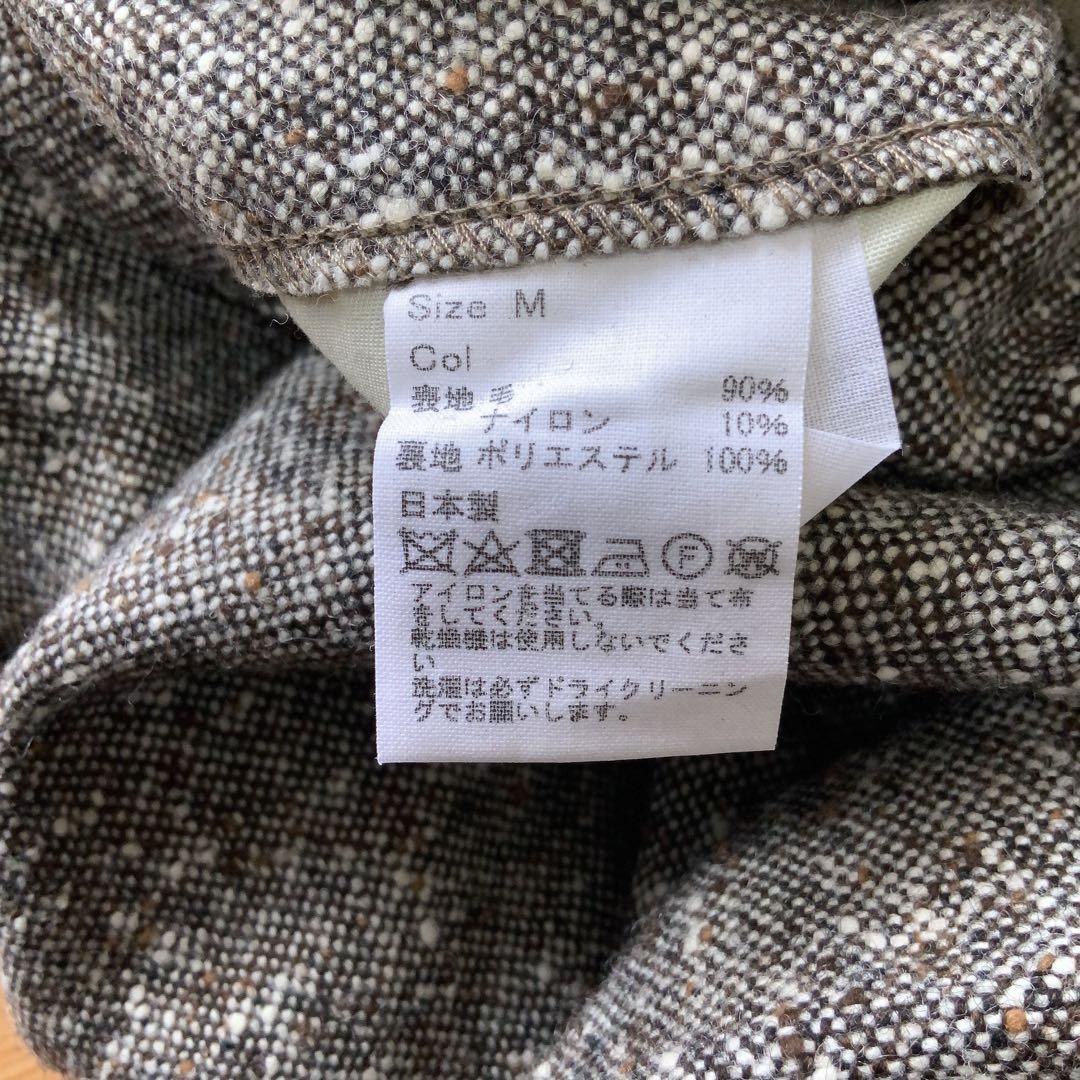 Size M
Col
裏地 毛 90%
ナイロン 10%
裏地 ポリエステル 100%
日本製
F
アイロンを当てる際は当て布
をしてください。
乾燥機は使用しないでくださ
い
洗濯は必ずドライクリーニン
グでお願いします。